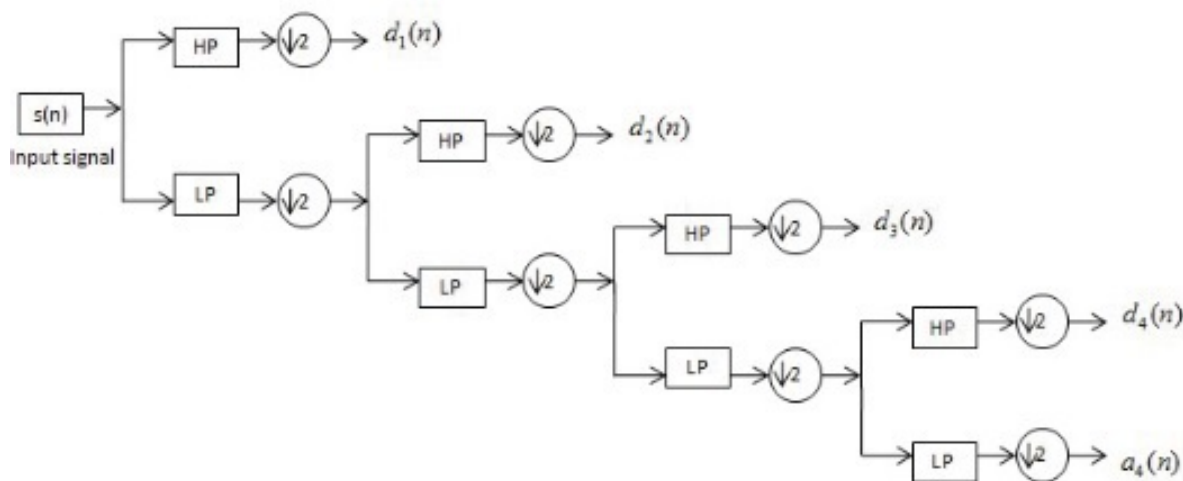 HP ↓2 d₁(n)
s(n)
Input signal
LP ↓2
HP ↓2 d₂(n)
LP ↓2
HP ↓2 d₃(n)
LP ↓2
HP ↓2 d₄(n)
LP ↓2 a₄(n)